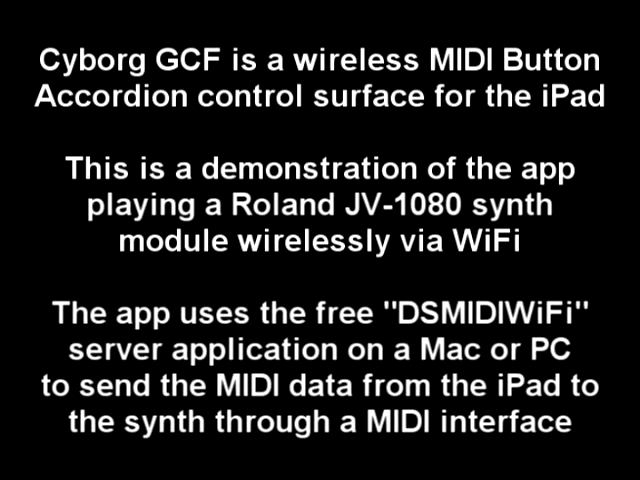 Cyborg GCF is a wireless MIDI Button
Accordion control surface for the iPad
This is a demonstration of the app
playing a Roland JV-1080 synth
module wirelessly via WiFi
The app uses the free "DSMIDIWiFi"
server application on a Mac or PC
to send the MIDI data from the iPad to
the synth through a MIDI interface